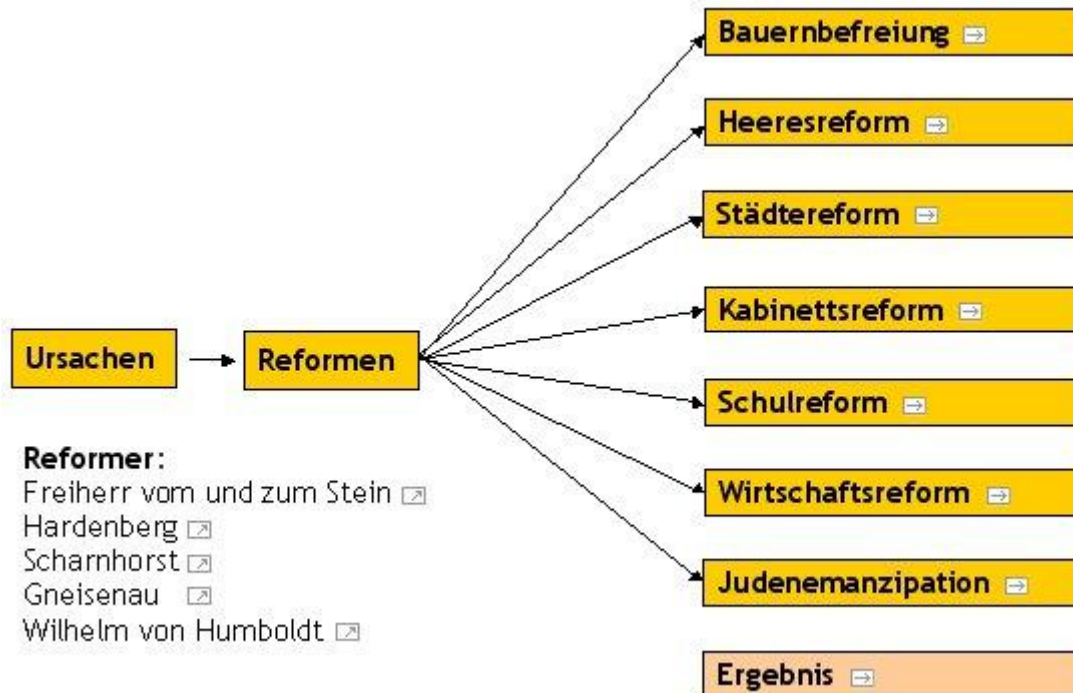 Bauernbefreiung
Heeresreform
Städtereform
Kabinettsreform
Ursachen
Reformen
Schulreform
Reformer:
Freiherr vom und zum Stein
Hardenberg
Scharnhorst
Gneisenau
Wilhelm von Humboldt
Wirtschaftsreform
Judenemanzipation
Ergebnis